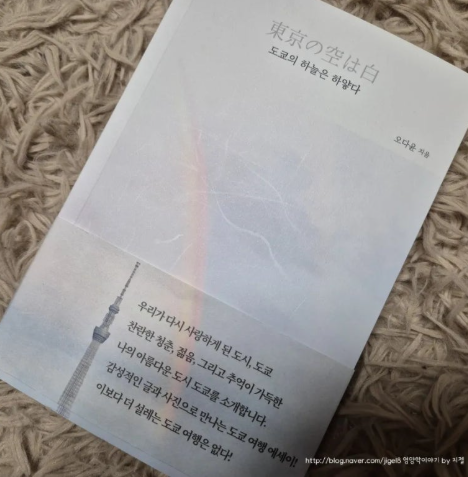 東京の空は白
도쿄의 하늘은 하얗다
오다윤 지음
우리가 다시 사랑하게 된 도시, 도쿄
찬란한 청춘, 젊음, 그리고 추억이 가득한
나의 아름다운 도시 도쿄를 소개합니다.
감성적인 글과 사진으로 만나는 도쿄 여행 에세이!
이보다 더 설레는 도쿄 여행은 없다!
http://blog.naver.com/jigel8 영암학이야기 by 지젤